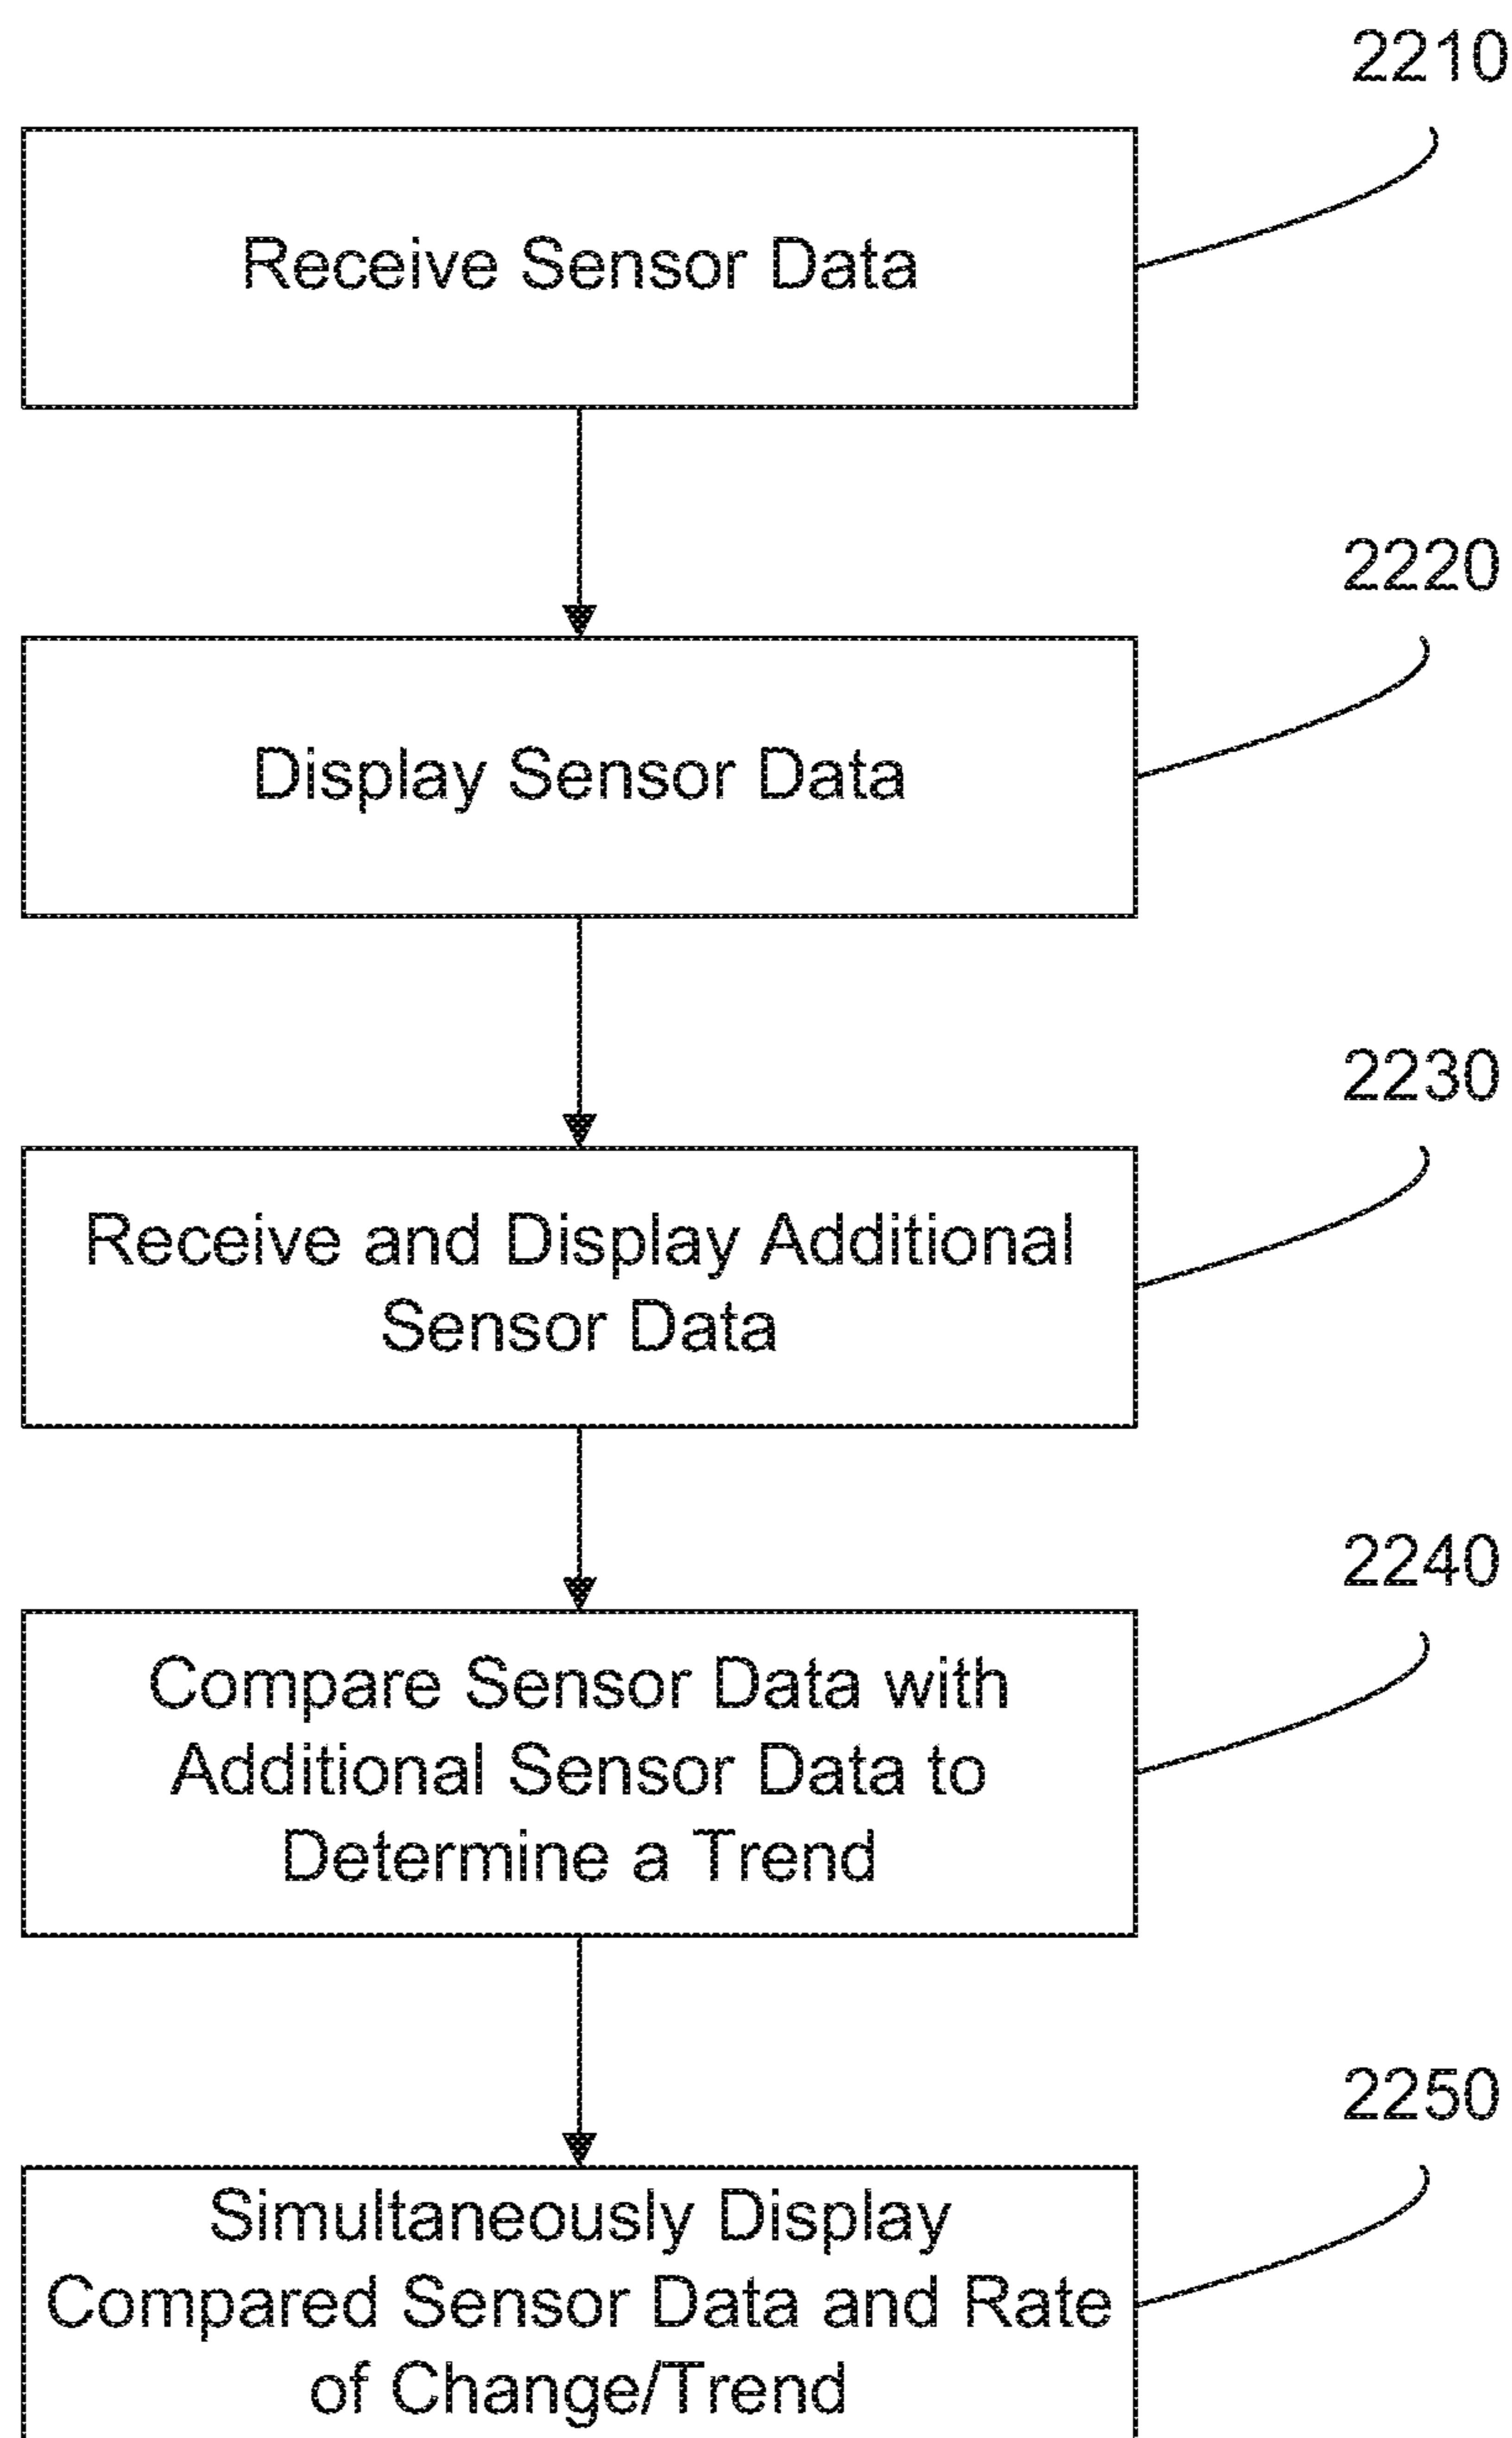 2210
Receive Sensor Data
2220
Display Sensor Data
2230
Receive and Display Additional
Sensor Data
2240
Compare Sensor Data with
Additional Sensor Data to
Determine a Trend
2250
Simultaneously Display
Compared Sensor Data and Rate
of Change/Trend